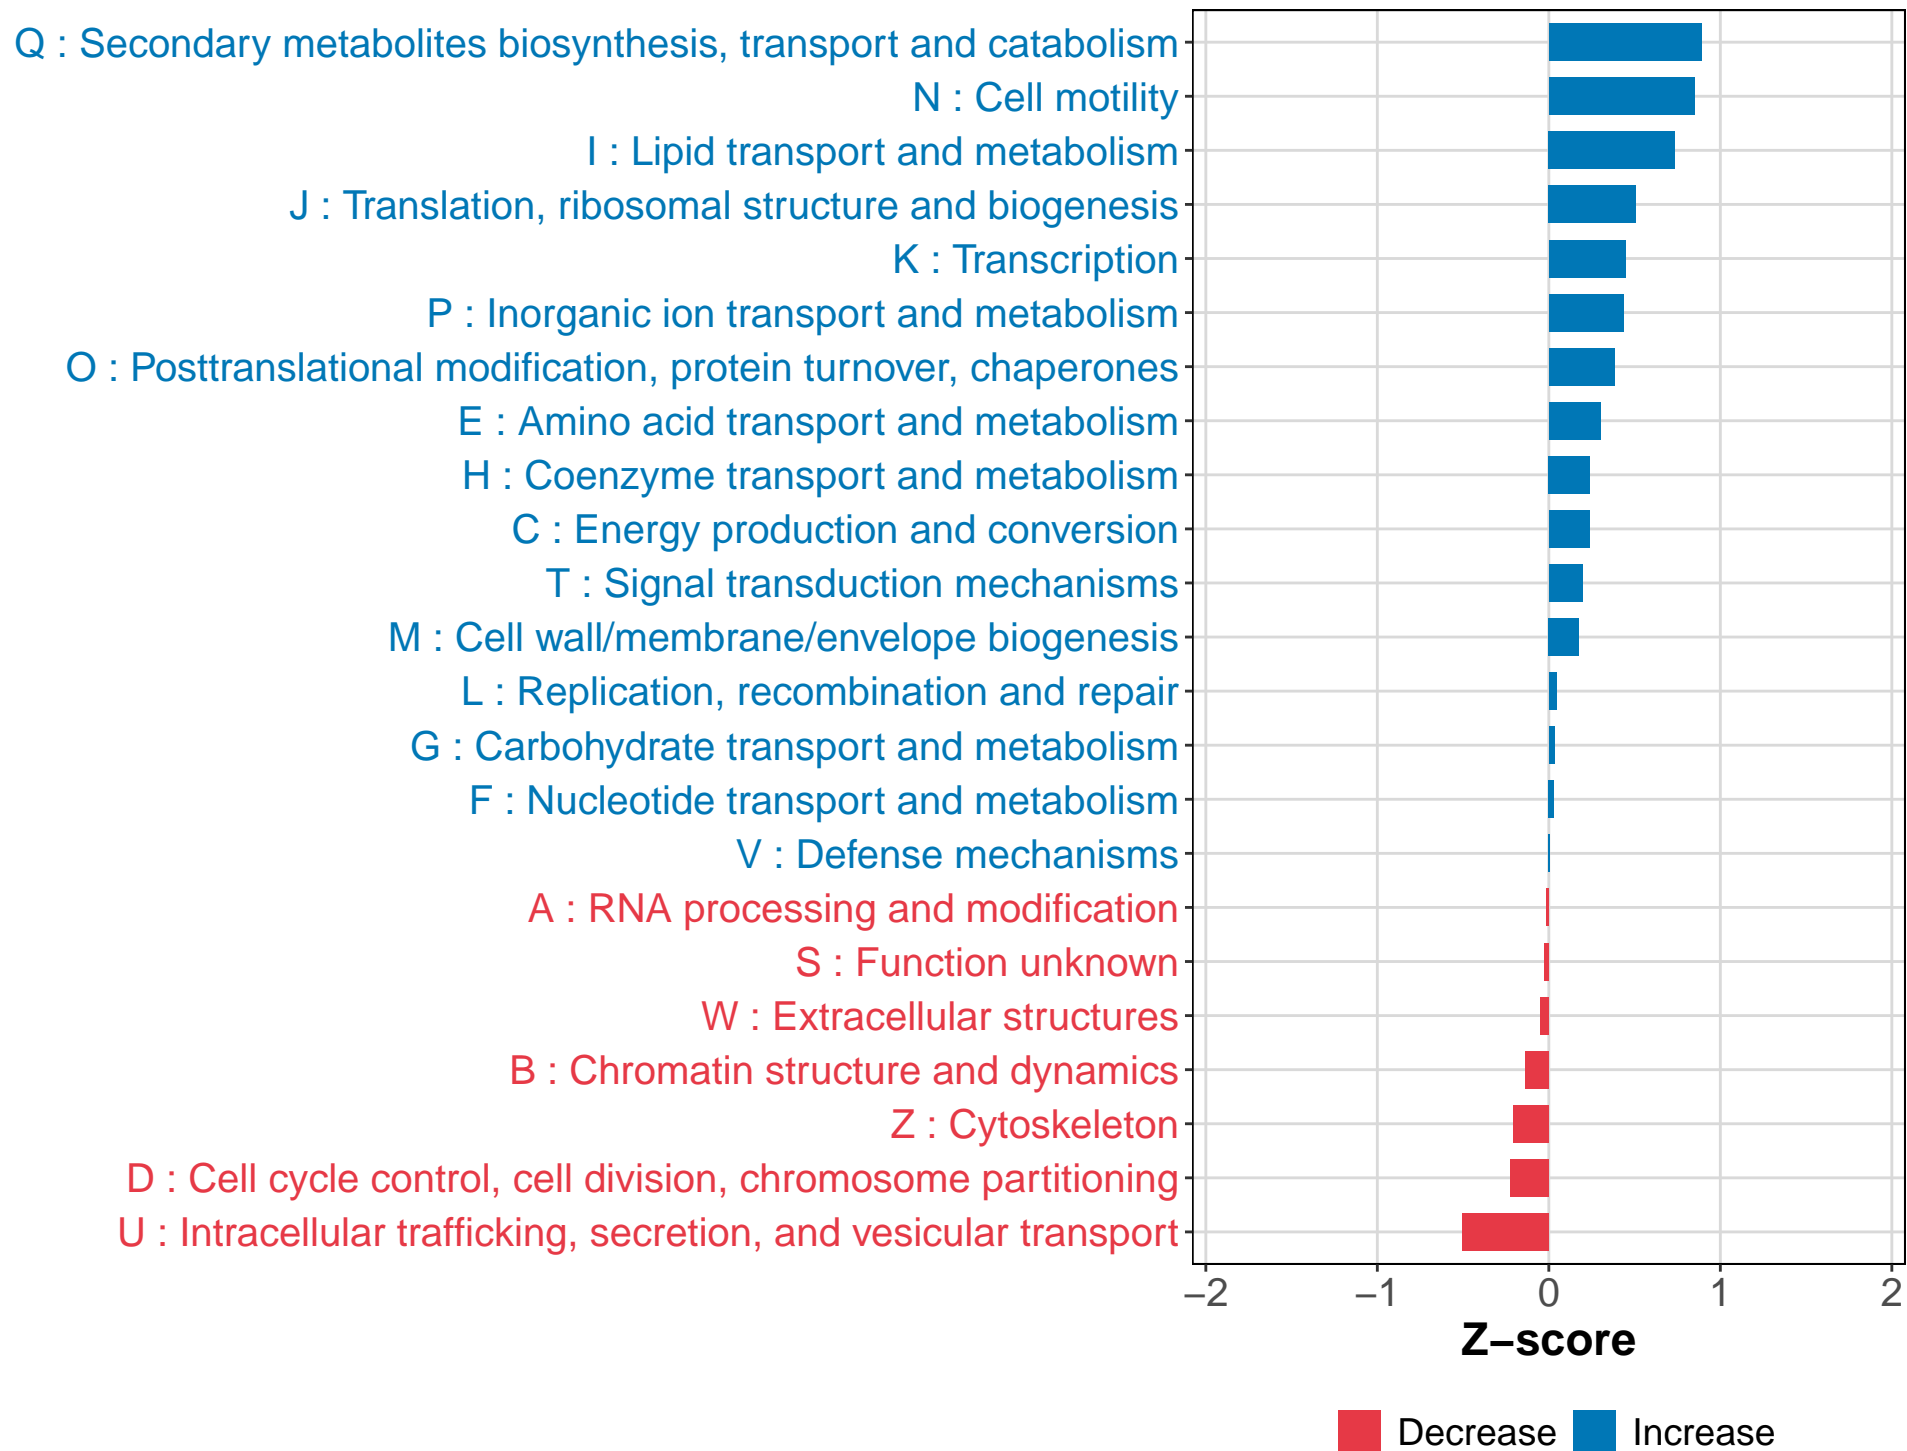 Q : Secondary metabolites biosynthesis, transport and catabolism
N : Cell motility
I : Lipid transport and metabolism
J : Translation, ribosomal structure and biogenesis
K : Transcription
P : Inorganic ion transport and metabolism
O : Posttranslational modification, protein turnover, chaperones
E : Amino acid transport and metabolism
H : Coenzyme transport and metabolism
C : Energy production and conversion
T : Signal transduction mechanisms
M : Cell wall/membrane/envelope biogenesis
L : Replication, recombination and repair
G : Carbohydrate transport and metabolism
F : Nucleotide transport and metabolism
V : Defense mechanisms
A : RNA processing and modification
S : Function unknown
W : Extracellular structures
B : Chromatin structure and dynamics
Z : Cytoskeleton
D : Cell cycle control, cell division, chromosome partitioning
U : Intracellular trafficking, secretion, and vesicular transport
−2 −1 0 1 2
Z−score
Decrease Increase